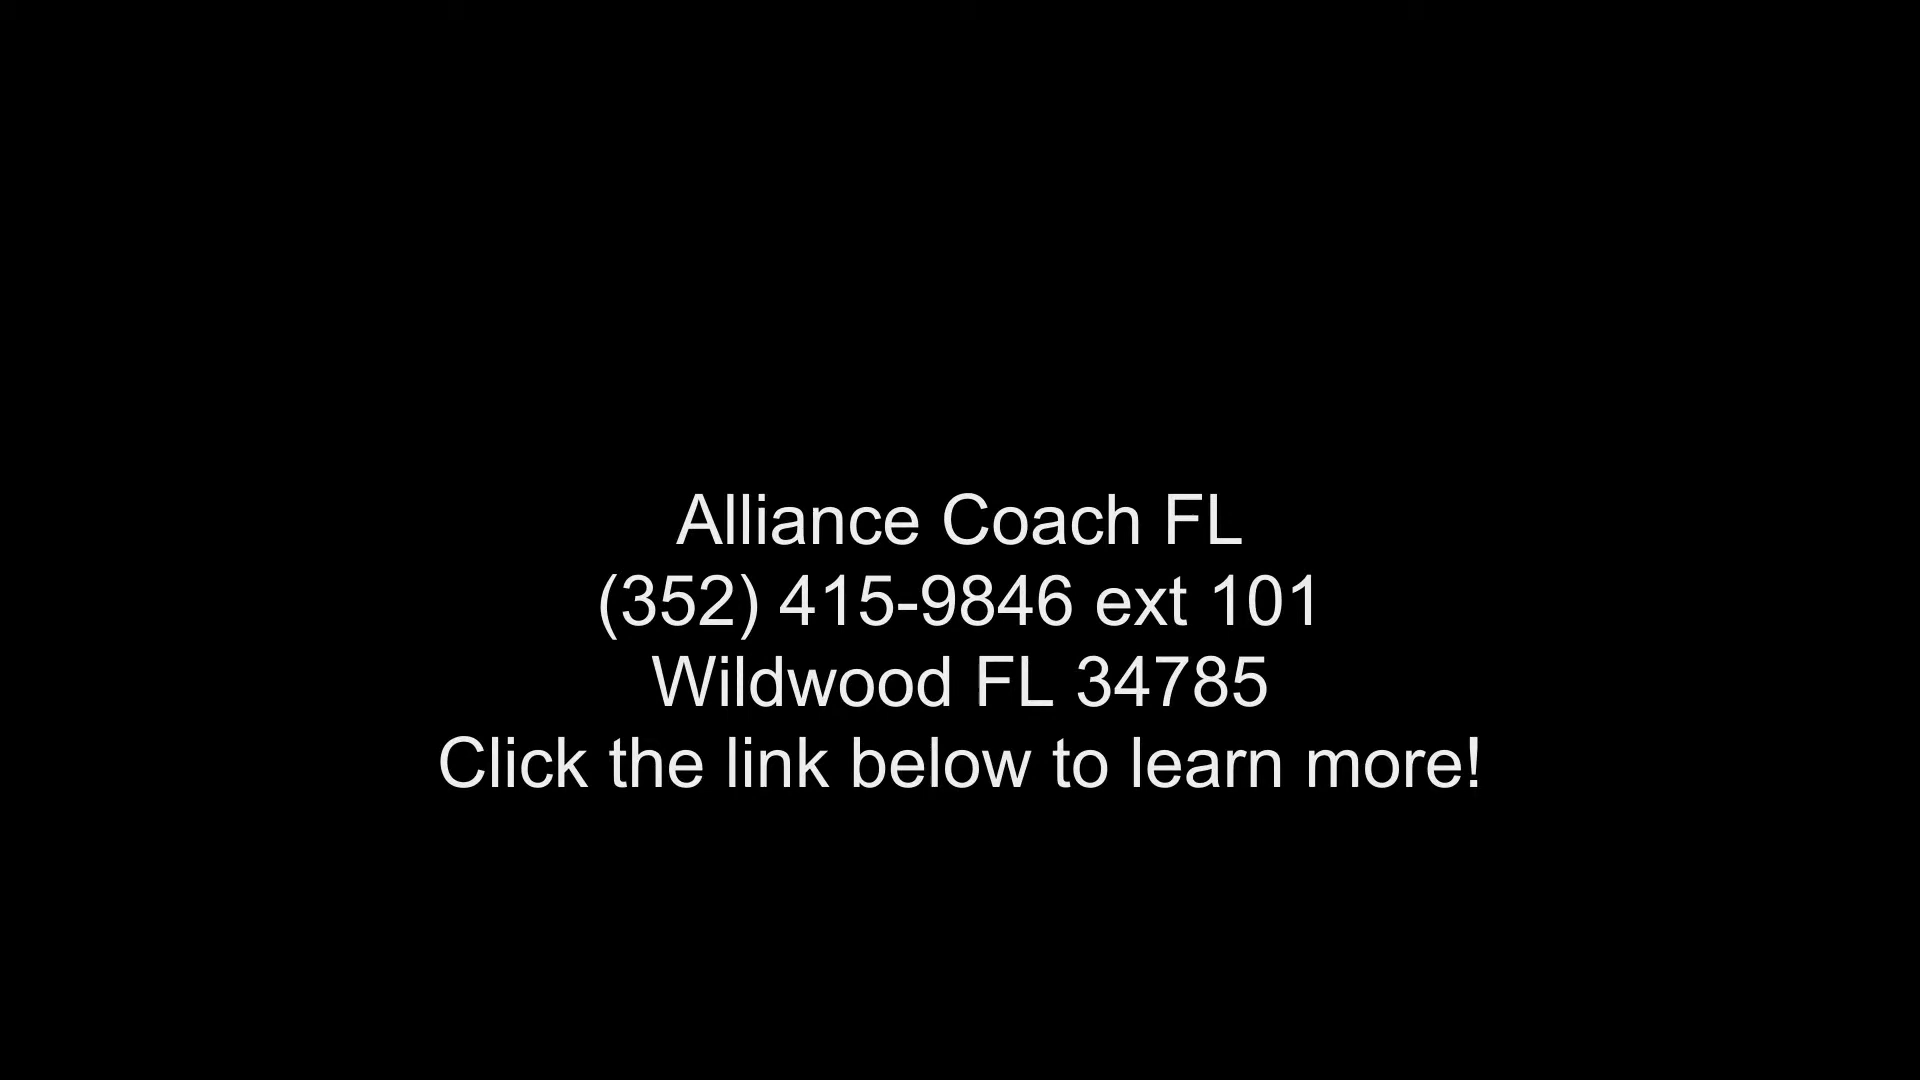 Alliance Coach FL
(352) 415-9846 ext 101
Wildwood FL 34785
Click the link below to learn more!